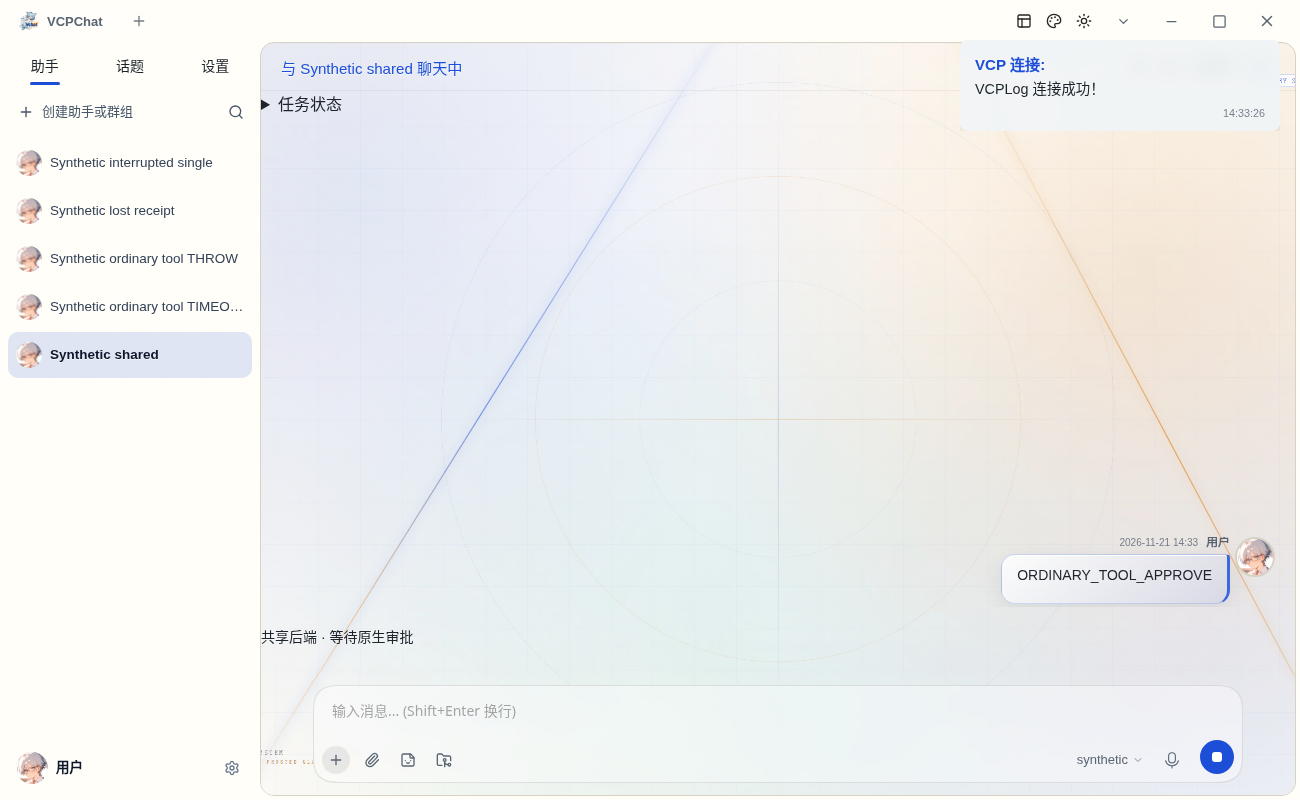 VCPChat
助手
话题
设置
创建助手或群组
Synthetic interrupted single
Synthetic lost receipt
Synthetic ordinary tool THROW
Synthetic ordinary tool TIMEO…
Synthetic shared
用户
与 Synthetic shared 聊天中
任务状态
VCP 连接:
VCPLog 连接成功！
14:33:26
2026-11-21 14:33 用户
ORDINARY_TOOL_APPROVE
共享后端 · 等待原生审批
输入消息... (Shift+Enter 换行)
synthetic